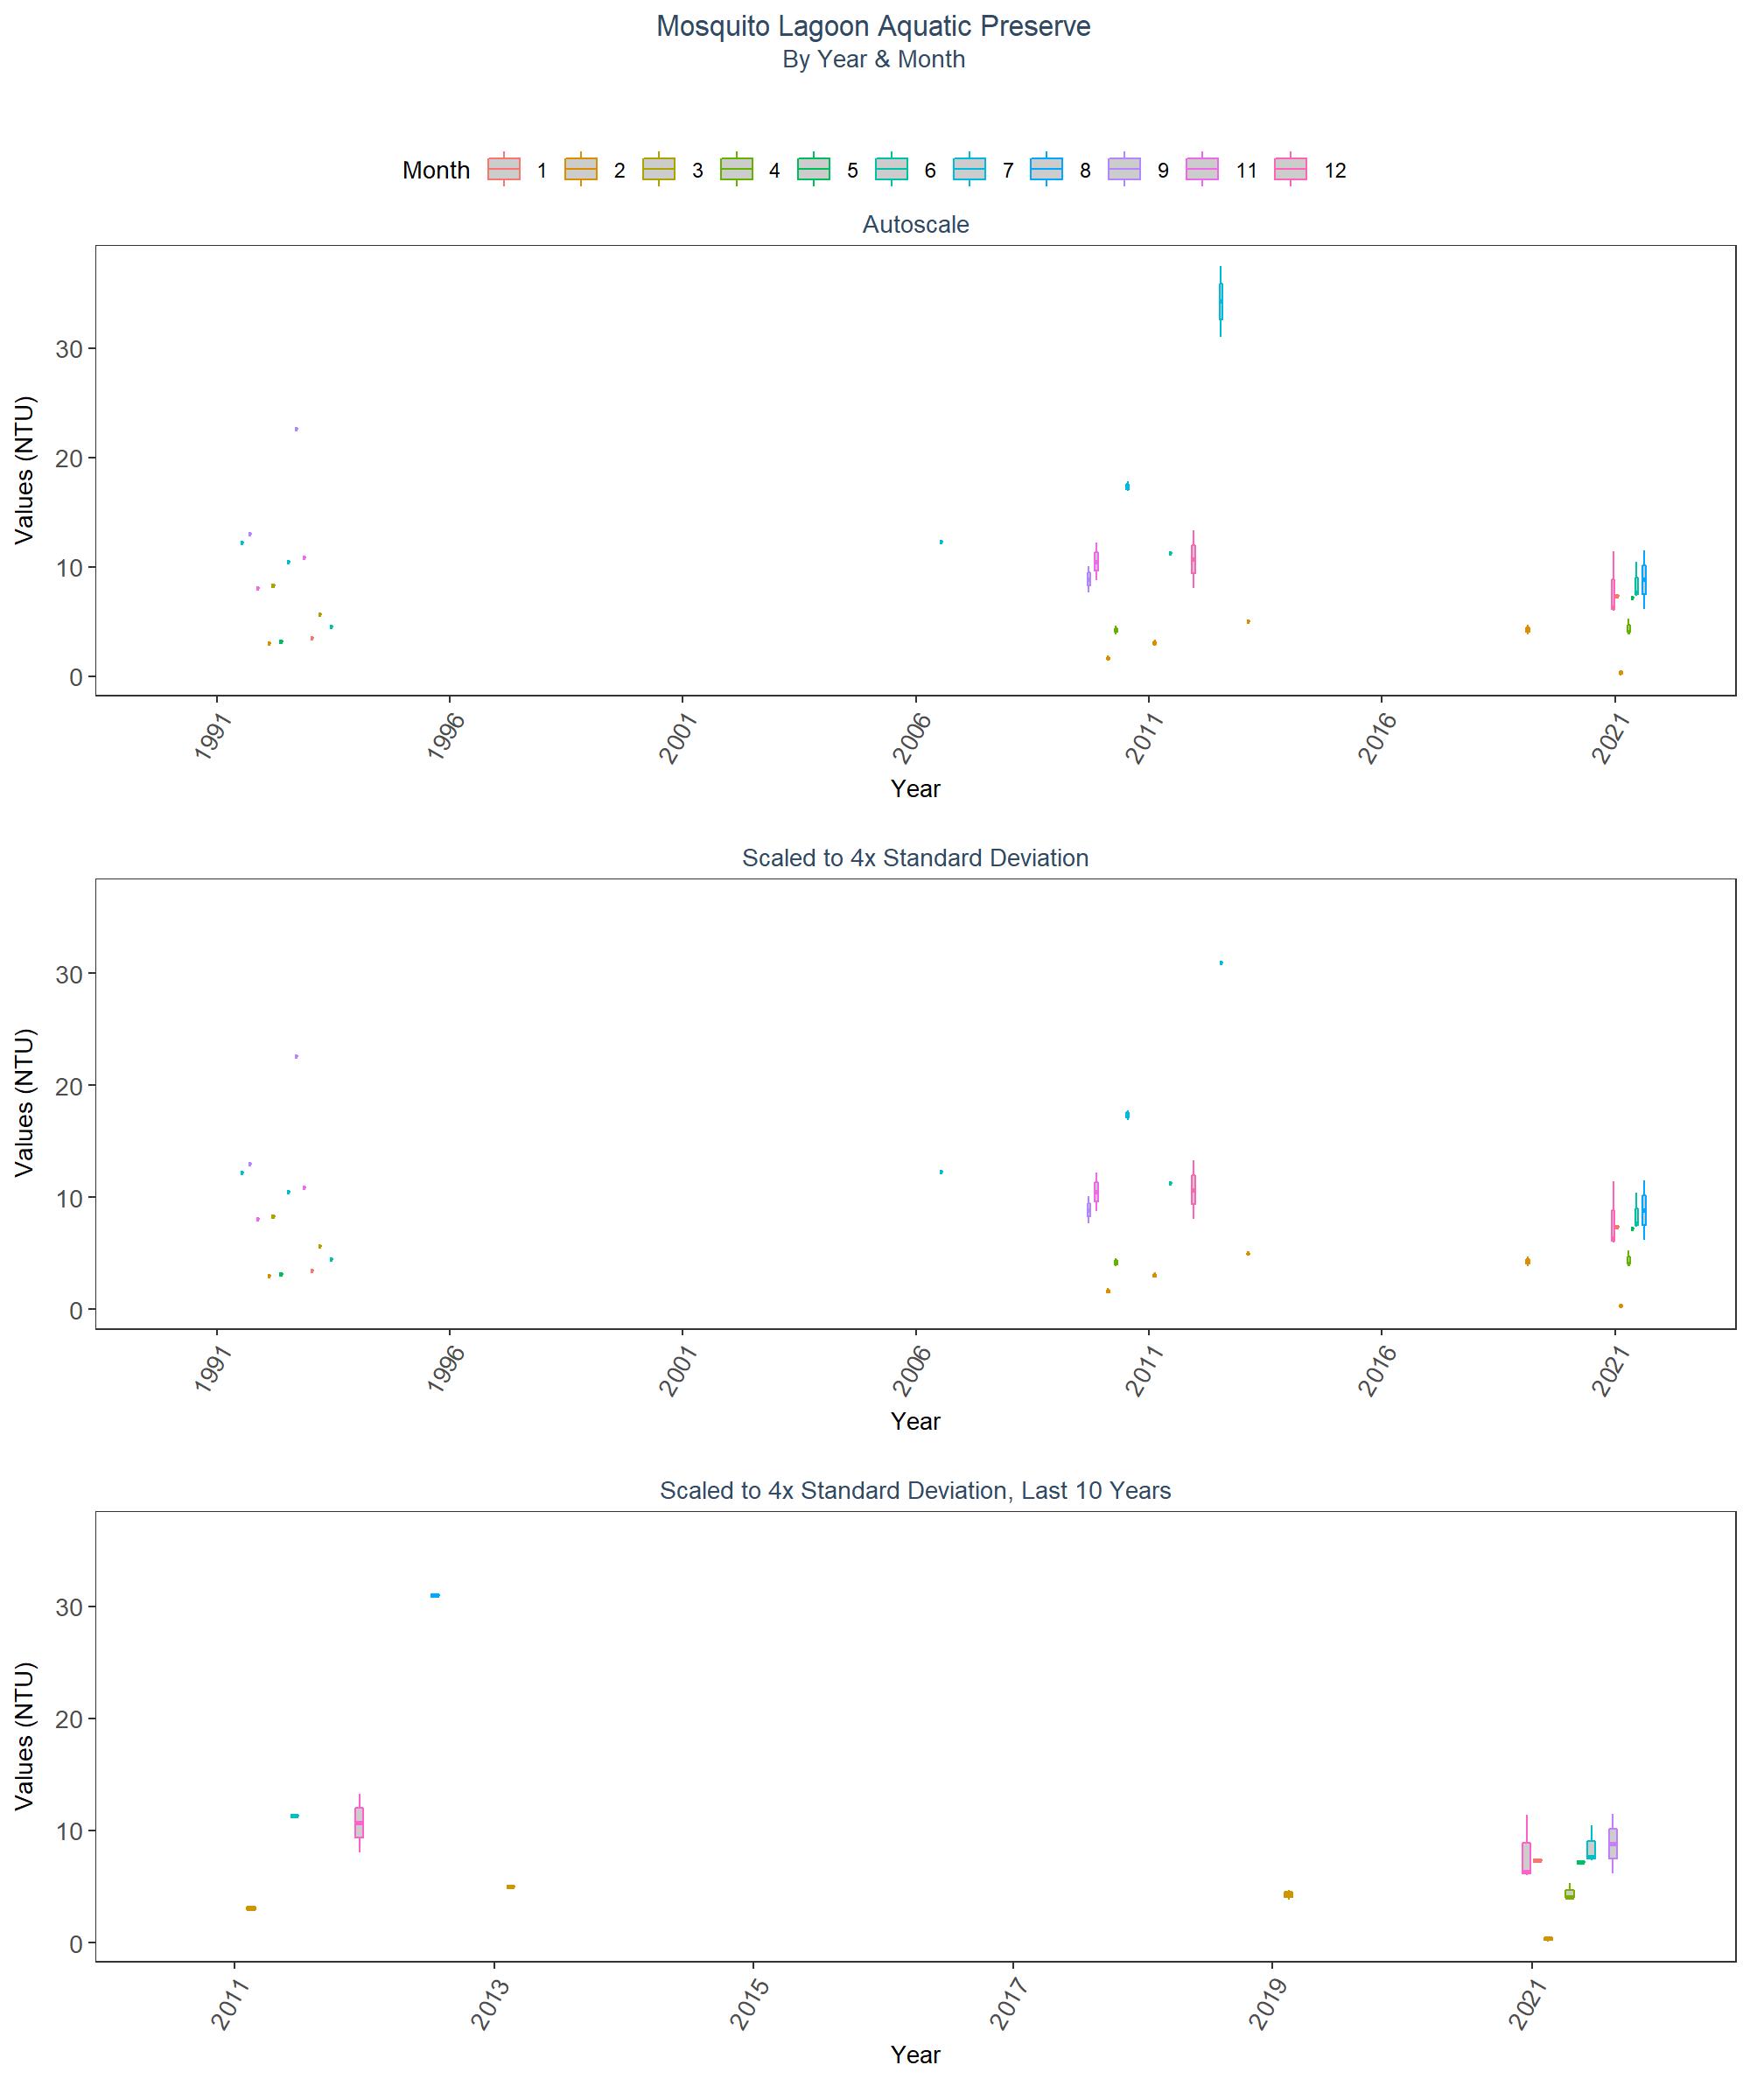 Mosquito Lagoon Aquatic Preserve
By Year & Month
Month 1 2 3 4 5 6 7 8 9 11 12
Autoscale
Values (NTU)
30
20
10
0
1991 1996 2001 2006 2011 2016 2021
Year
Scaled to 4x Standard Deviation
Values (NTU)
30
20
10
0
1991 1996 2001 2006 2011 2016 2021
Year
Scaled to 4x Standard Deviation, Last 10 Years
Values (NTU)
30
20
10
0
2011 2013 2015 2017 2019 2021
Year